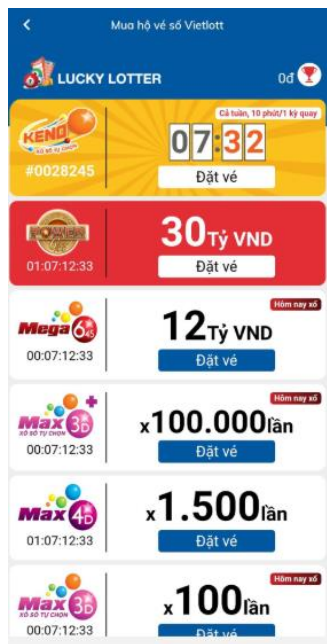 Mua hộ vé số Vietlott
LUCKY LOTTER
0đ
Cả tuần, 10 phút/1 kỳ quay
KENO
XỔ SỐ TỰ CHỌN
07:32
#0028245
Đặt vé
POWER
30Tỷ VND
01:07:12:33
Đặt vé
Hôm nay xổ
Mega 6/45
12Tỷ VND
00:07:12:33
Đặt vé
Hôm nay xổ
Max 3D+
XỔ SỐ TỰ CHỌN
x100.000lần
00:07:12:33
Đặt vé
Max 4D
x1.500lần
01:07:12:33
Đặt vé
Hôm nay xổ
Max 3D
XỔ SỐ TỰ CHỌN
x100lần
00:07:12:33
Đặt vé